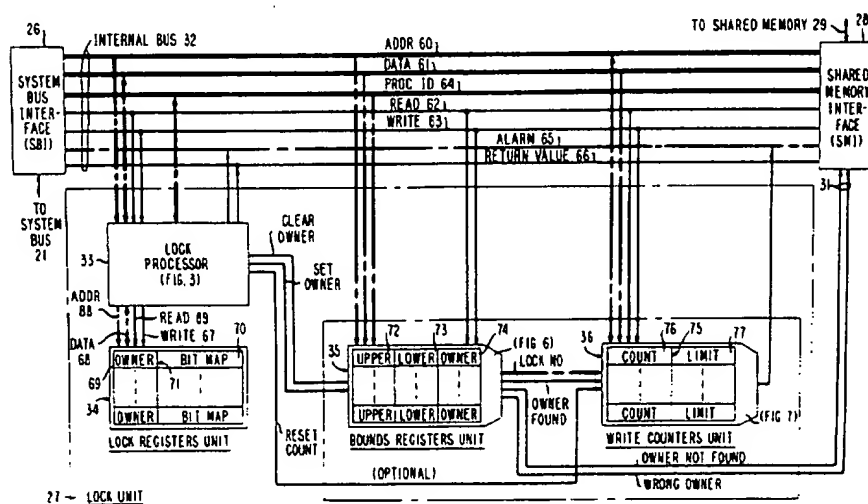 TO SHARED MEMORY 29
28
26
INTERNAL BUS 32
ADDR 60
DATA 61
PROC ID 64
READ 62
WRITE 63
ALARM 65
RETURN VALUE 66
SYSTEM
BUS
INTER-
FACE
(SBI)
SHARED
MEMORY
INTER-
FACE
(SMI)
31
TO
SYSTEM
BUS
21
CLEAR
OWNER
SET
OWNER
33
LOCK
PROCESSOR
(FIG. 3)
ADDR
88
READ 89
WRITE 67
DATA
68
70
69
OWNER
BIT MAP
71
34
OWNER
BIT MAP
LOCK REGISTERS UNIT
RESET
COUNT
72
73
74
35
UPPER
LOWER
OWNER
(FIG 6)
LOCK NO
OWNER
FOUND
UPPER
LOWER
OWNER
BOUNDS REGISTERS UNIT
36
76
75
77
COUNT
LIMIT
COUNT
LIMIT
(FIG 7)
WRITE COUNTERS UNIT
OWNER NOT FOUND
(OPTIONAL)
WRONG OWNER
27 ~ LOCK UNIT